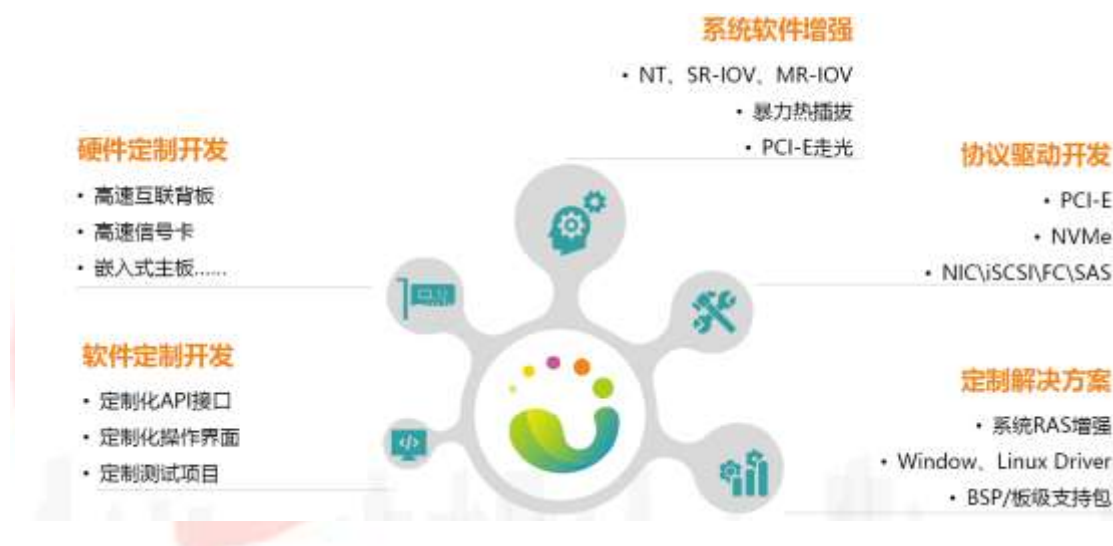 系统软件增强
• NT、SR-IOV、MR-IOV
• 暴力热插拔
• PCI-E走光
硬件定制开发
• 高速互联背板
• 高速信号卡
• 嵌入式主板......
协议驱动开发
• PCI-E
• NVMe
• NIC\iSCSI\FC\SAS
软件定制开发
• 定制化API接口
• 定制化操作界面
• 定制测试项目
定制解决方案
• 系统RAS增强
• Window、Linux Driver
• BSP/板级支持包